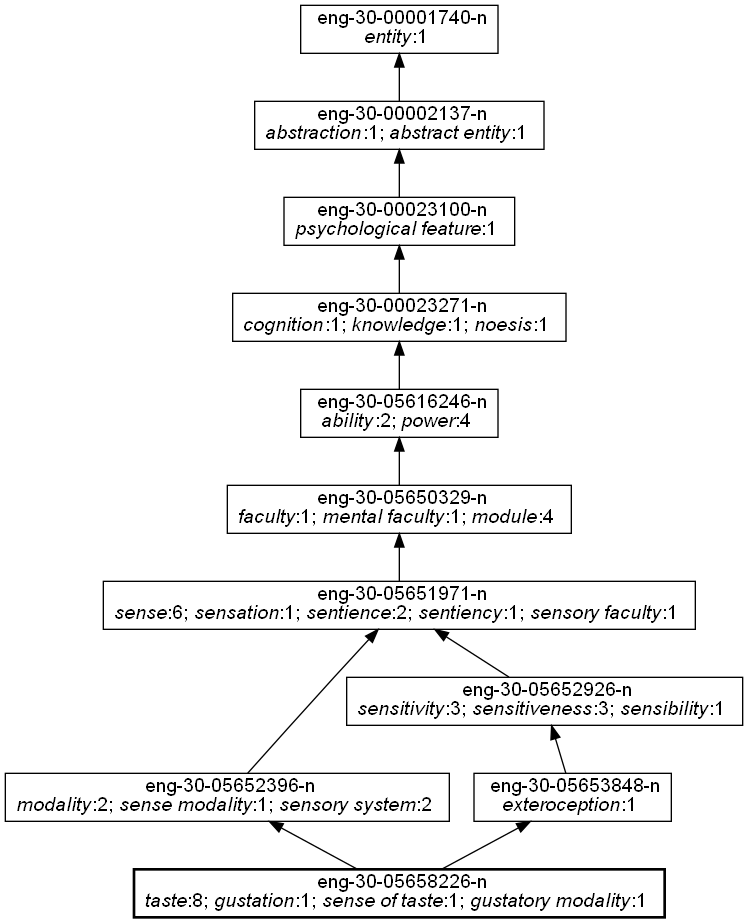 eng-30-00001740-n
entity:1
eng-30-00002137-n
abstraction:1; abstract entity:1
eng-30-00023100-n
psychological feature:1
eng-30-00023271-n
cognition:1; knowledge:1; noesis:1
eng-30-05616246-n
ability:2; power:4
eng-30-05650329-n
faculty:1; mental faculty:1; module:4
eng-30-05651971-n
sense:6; sensation:1; sentience:2; sentiency:1; sensory faculty:1
eng-30-05652926-n
sensitivity:3; sensitiveness:3; sensibility:1
eng-30-05652396-n
modality:2; sense modality:1; sensory system:2
eng-30-05653848-n
exteroception:1
eng-30-05658226-n
taste:8; gustation:1; sense of taste:1; gustatory modality:1